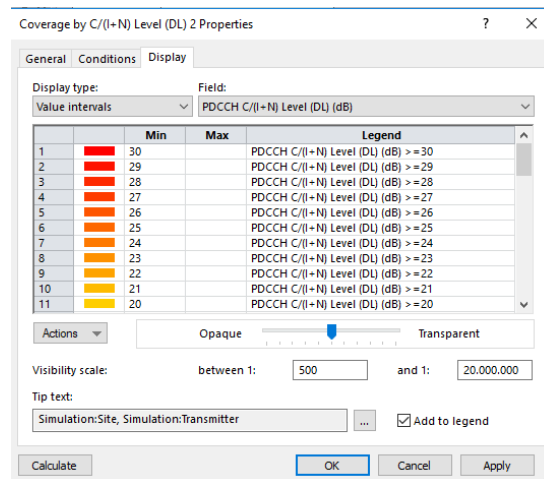 Coverage by C/(I+N) Level (DL) 2 Properties ? ×
General Conditions Display
Display type: Field:
Value intervals PDCCH C/(I+N) Level (DL) (dB)
Min Max Legend
1 30 PDCCH C/(I+N) Level (DL) (dB) >=30
2 29 PDCCH C/(I+N) Level (DL) (dB) >=29
3 28 PDCCH C/(I+N) Level (DL) (dB) >=28
4 27 PDCCH C/(I+N) Level (DL) (dB) >=27
5 26 PDCCH C/(I+N) Level (DL) (dB) >=26
6 25 PDCCH C/(I+N) Level (DL) (dB) >=25
7 24 PDCCH C/(I+N) Level (DL) (dB) >=24
8 23 PDCCH C/(I+N) Level (DL) (dB) >=23
9 22 PDCCH C/(I+N) Level (DL) (dB) >=22
10 21 PDCCH C/(I+N) Level (DL) (dB) >=21
11 20 PDCCH C/(I+N) Level (DL) (dB) >=20
Actions Opaque Transparent
Visibility scale: between 1: 500 and 1: 20.000.000
Tip text:
Simulation:Site, Simulation:Transmitter ... Add to legend
Calculate OK Cancel Apply